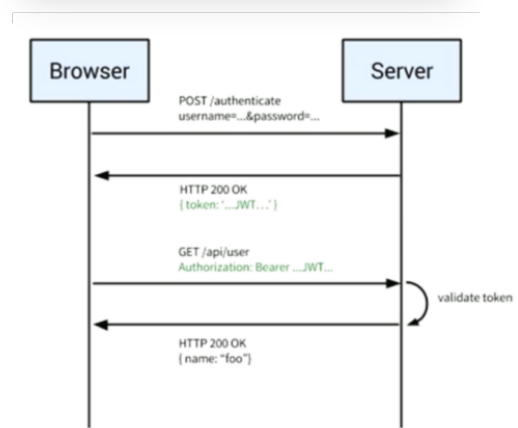 Browser
Server
POST /authenticate
username=...&password=...
HTTP 200 OK
{ token: '...JWT...' }
GET /api/user
Authorization: Bearer ...JWT...
validate token
HTTP 200 OK
{ name: "foo"}